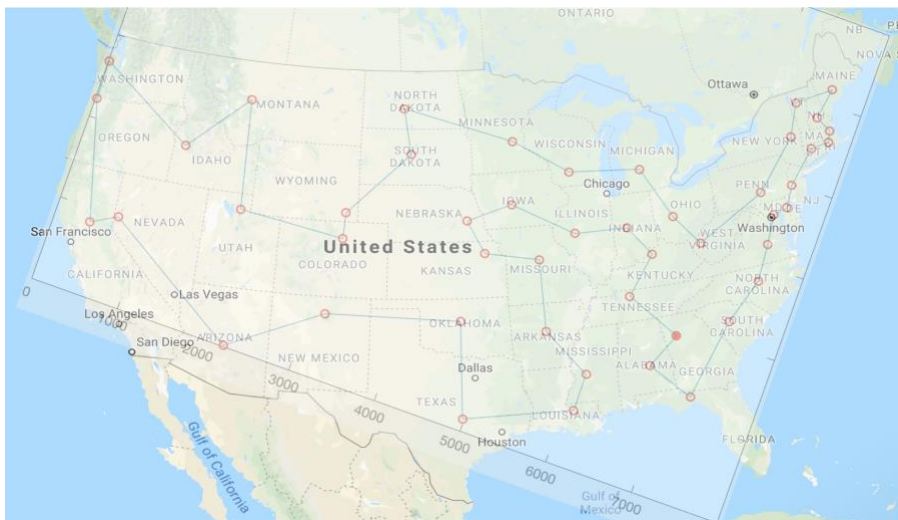 ONTARIO
NB
PE
NOVA S
WASHINGTON
MONTANA
NORTH
DAKOTA
MINNESOTA
Ottawa
MAINE
OREGON
IDAHO
SOUTH
DAKOTA
WISCONSIN
MICHIGAN
NEW YORK
MA
WYOMING
Chicago
IOWA
PENN
NEVADA
NEBRASKA
ILLINOIS
INDIANA
OHIO
MD
DE
NJ
San Francisco
UTAH
United States
WEST
VIRGINIA
Washington
COLORADO
KANSAS
MISSOURI
KENTUCKY
CALIFORNIA
Las Vegas
NORTH
CAROLINA
TENNESSEE
0
Los Angeles
1000
ARIZONA
OKLAHOMA
ARKANSAS
SOUTH
CAROLINA
San Diego
2000
NEW MEXICO
MISSISSIPPI
Dallas
ALABAMA
GEORGIA
3000
TEXAS
4000
LOUISIANA
5000
Houston
FLORIDA
Gulf of California
6000
7000
Gulf of
Mexico